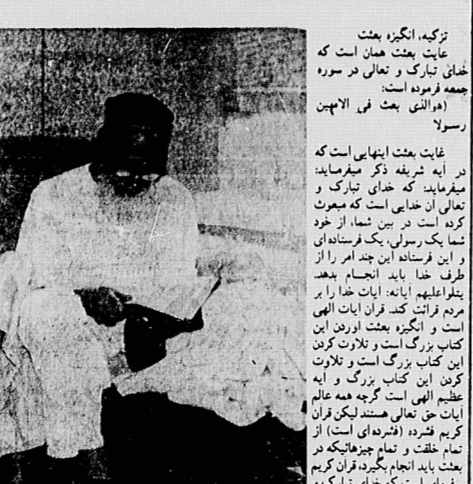 تزکیه، انگیزه بعثت
غایت بعثت همان است که
خدای تبارک و تعالی در سوره
جمعه فرموده است:
(هوالذی بعث فی الامیین
رسولا
غایت بعثت اینهایی است که
در آیه شریفه ذکر میفرماید:
میفرماید: که خدای تبارک و
تعالی آن خدایی است که مبعوث
کرده است در بین شما، از خود
شما یک رسولی، یک فرستاده‌ای
و این فرستاده این چند امر را از
طرف خدا باید انجام بدهد.
یتلواعلیهم آیاته: آیات خدا را بر
مردم قرائت کند. قرآن آیات الهی
است و انگیزه بعثت آوردن این
کتاب بزرگ است و تلاوت کردن
این کتاب بزرگ است و تلاوت
کردن این کتاب بزرگ و آیه
عظیم الهی است گرچه همه عالم
آیات حق تعالی هستند لیکن قرآن
کریم فشرده (فشرده‌ای است) از
تمام خلقت و تمام چیزهائیکه در
بعثت باید انجام بگیرد، قرآن کریم